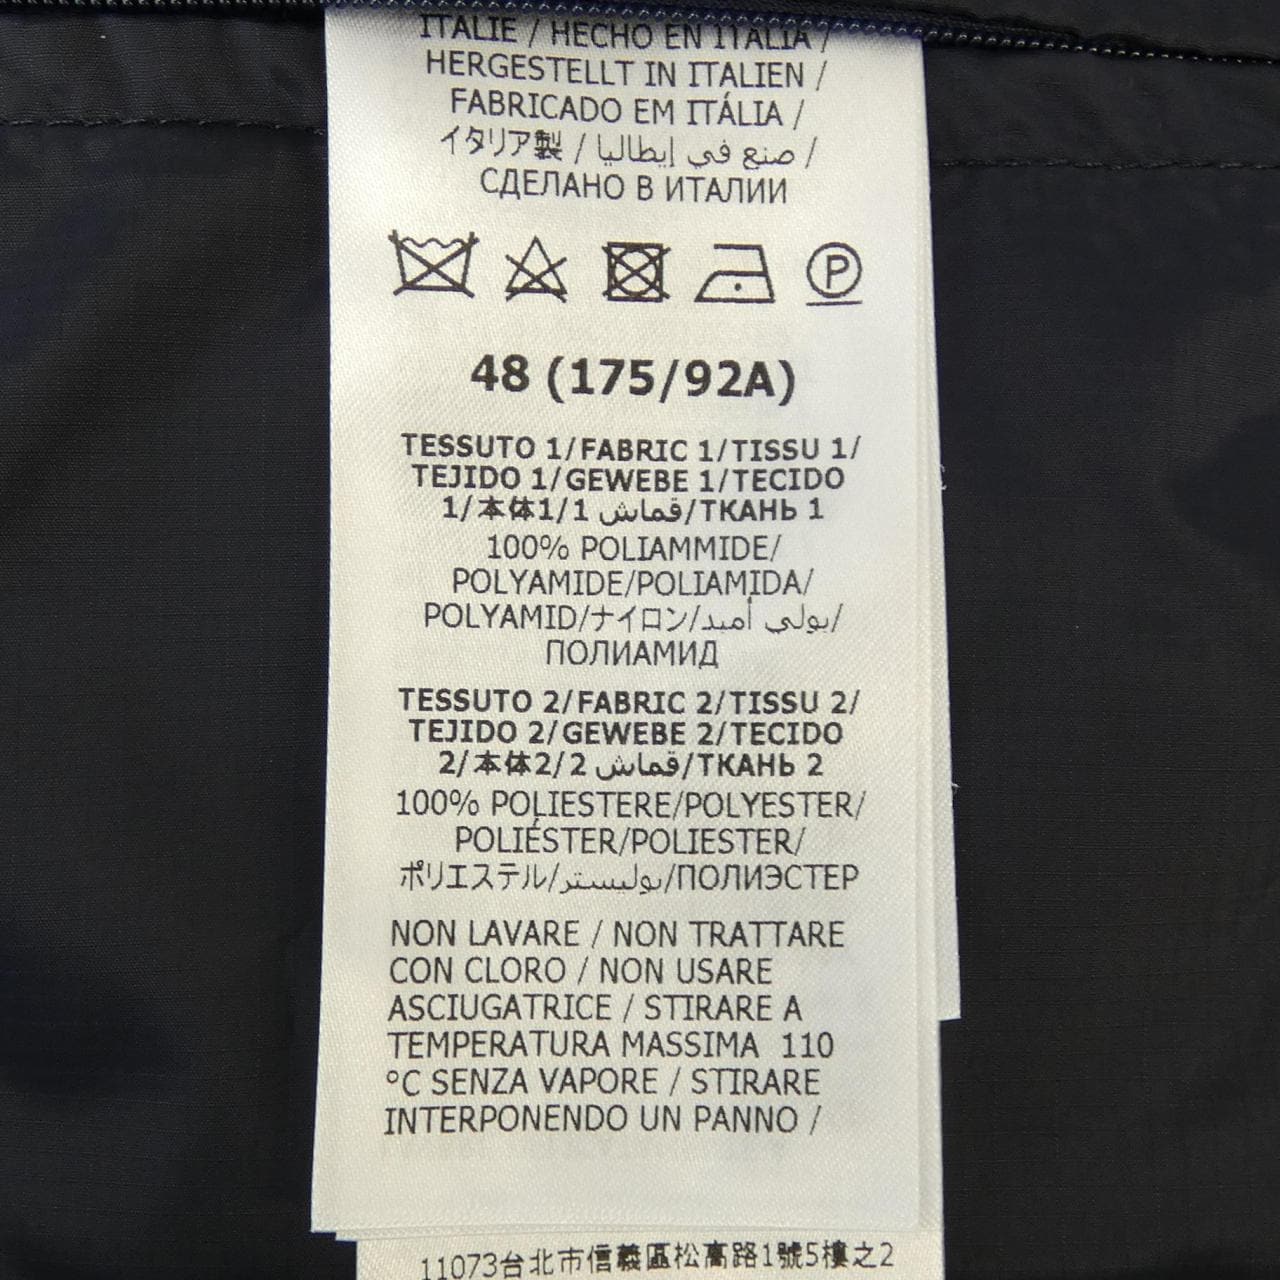 ITALIE / HECHO EN ITALIA /
HERGESTELLT IN ITALIEN /
FABRICADO EM ITÁLIA /
イタリア製 / صنع في إيطاليا /
СДЕЛАНО В ИТАЛИИ
P
48 (175/92A)
TESSUTO 1/FABRIC 1/TISSU 1/
TEJIDO 1/GEWEBE 1/TECIDO
1/本体1/1 قماش/ТКАНЬ 1
100% POLIAMMIDE/
POLYAMIDE/POLIAMIDA/
POLYAMID/ナイロン/بولي أميد/
ПОЛИАМИД
TESSUTO 2/FABRIC 2/TISSU 2/
TEJIDO 2/GEWEBE 2/TECIDO
2/本体2/2 قماش/ТКАНЬ 2
100% POLIESTERE/POLYESTER/
POLIÉSTER/POLIESTER/
ポリエステル/بوليستر/ПОЛИЭСТЕР
NON LAVARE / NON TRATTARE
CON CLORO / NON USARE
ASCIUGATRICE / STIRARE A
TEMPERATURA MASSIMA 110
°C SENZA VAPORE / STIRARE
INTERPONENDO UN PANNO /
11073台北市信義區松高路1號5樓之2